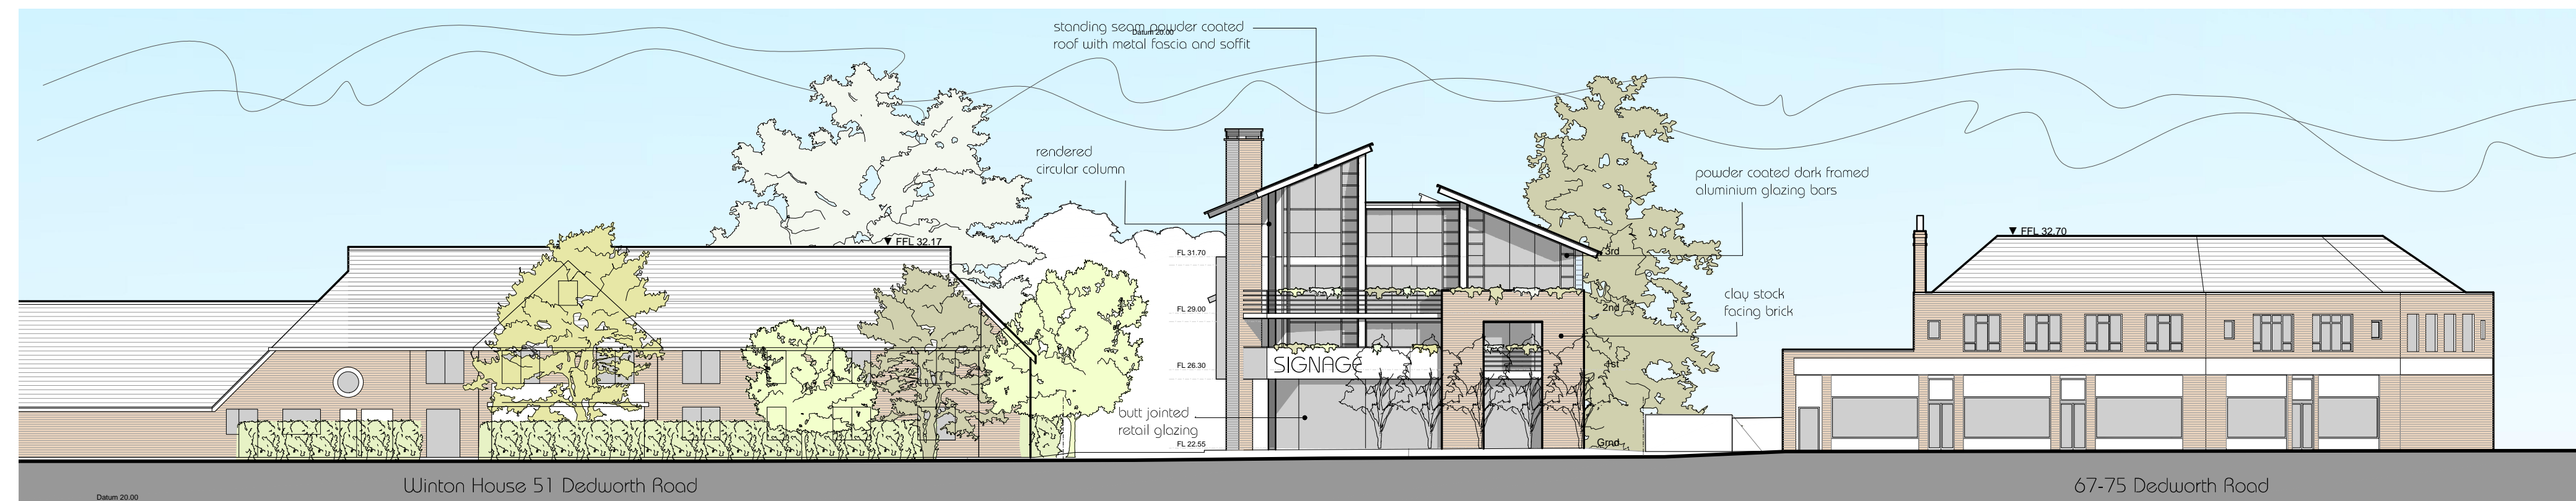 standing seam powder coated
roof with metal fascia and soffit
Datum 20.00
rendered
circular column
powder coated dark framed
aluminium glazing bars
FFL 32.17
FFL 32.70
FL 31.70
3rd
clay stock
facing brick
FL 29.00
2nd
SIGNAGE
FL 26.30
1st
butt jointed
retail glazing
FL 22.55
Grnd
Winton House 51 Dedworth Road
67-75 Dedworth Road
Datum 20.00